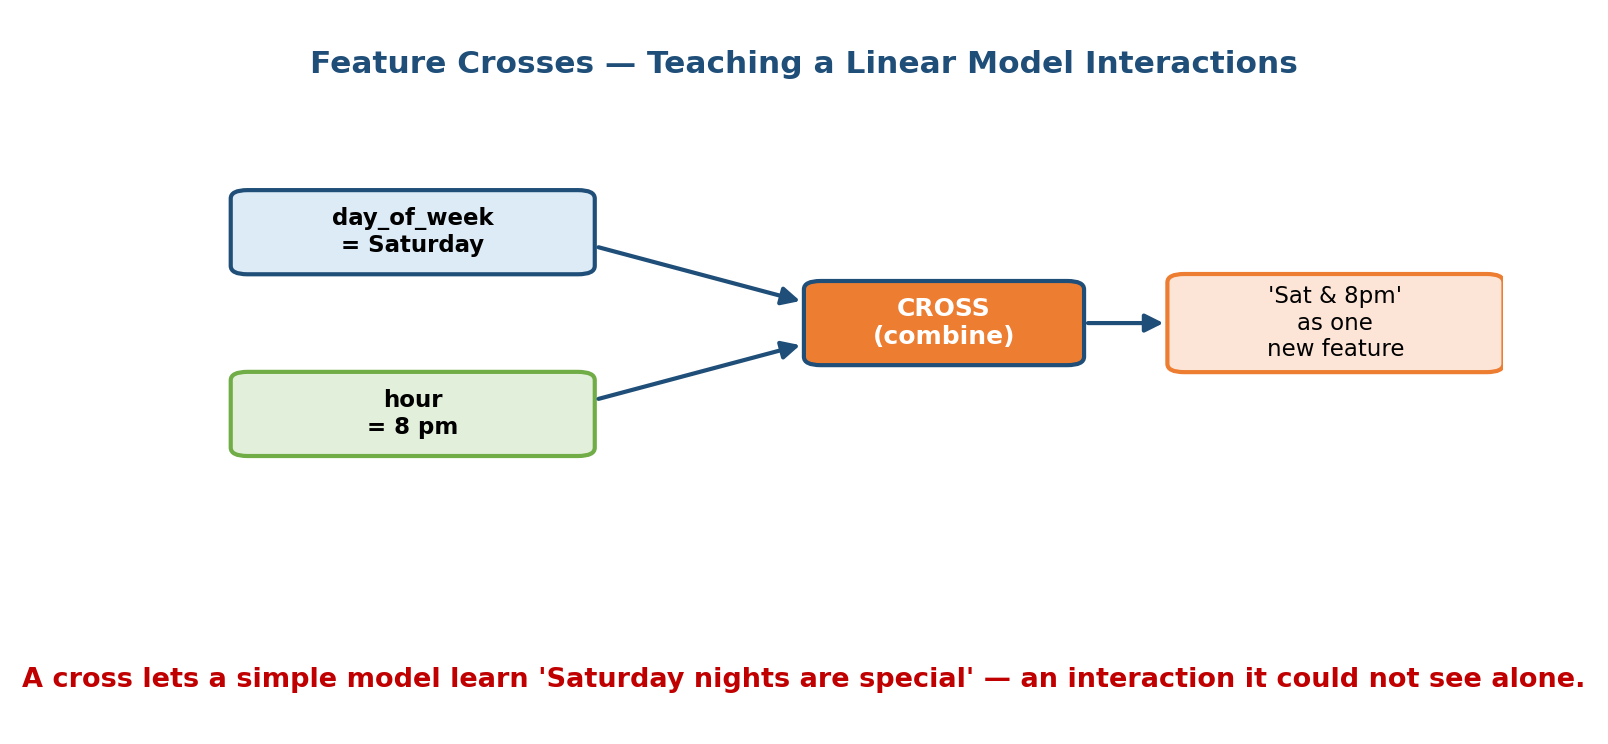 Feature Crosses — Teaching a Linear Model Interactions
day_of_week
= Saturday
hour
= 8 pm
CROSS
(combine)
'Sat & 8pm'
as one
new feature
A cross lets a simple model learn 'Saturday nights are special' — an interaction it could not see alone.